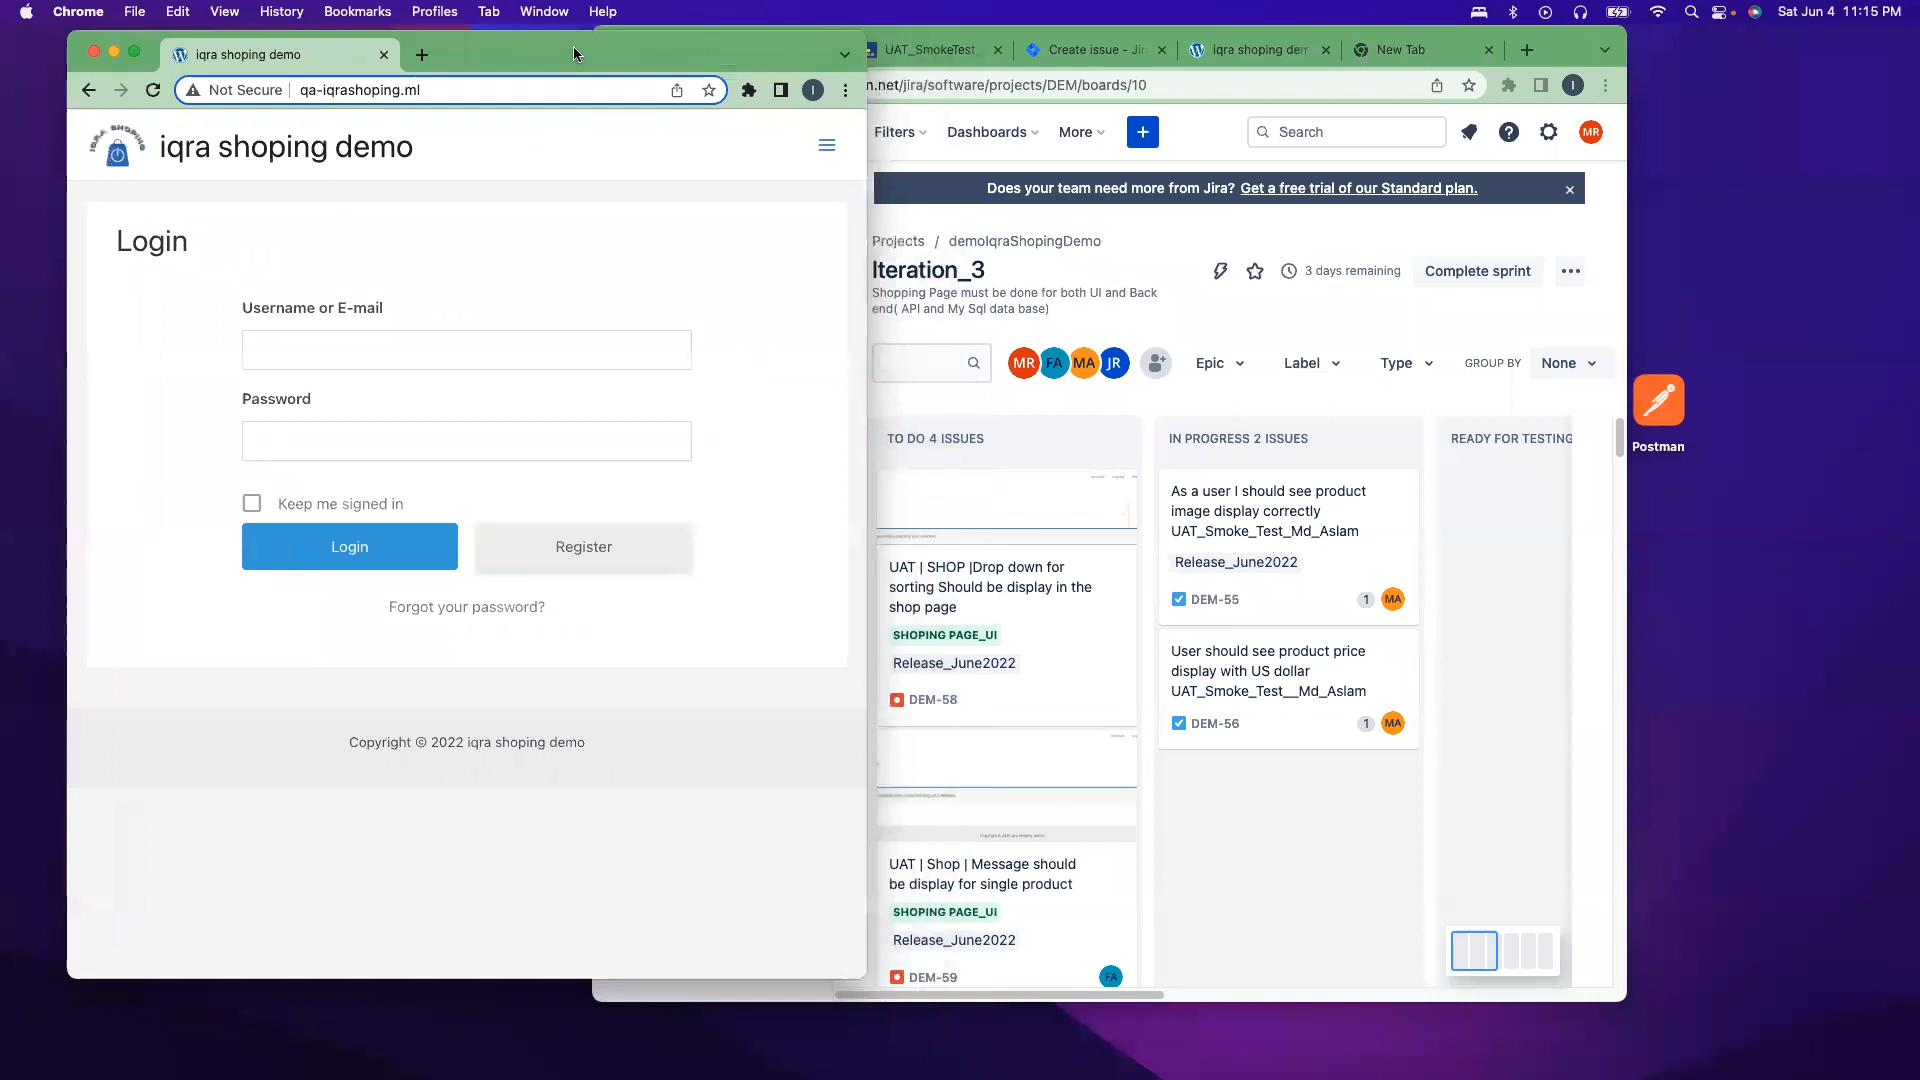 Chrome File Edit View History Bookmarks Profiles Tab Window Help
Sat Jun 4 11:15 PM
iqra shoping demo
Not Secure qa-iqrashoping.ml
IQRA SHOPING
iqra shoping demo
Login
Username or E-mail
Password
Keep me signed in
Login
Register
Forgot your password?
Copyright © 2022 iqra shoping demo
UAT_SmokeTest
Create issue - Jir
iqra shoping dem
New Tab
n.net/jira/software/projects/DEM/boards/10
Filters Dashboards More
Search
MR
Does your team need more from Jira? Get a free trial of our Standard plan.
Projects / demoIqraShopingDemo
Iteration_3
3 days remaining
Complete sprint
Shopping Page must be done for both UI and Back
end( API and My Sql data base)
MR FA MA JR
Epic Label Type GROUP BY None
TO DO 4 ISSUES
UAT | SHOP |Drop down for
sorting Should be display in the
shop page
SHOPING PAGE_UI
Release_June2022
DEM-58
UAT | Shop | Message should
be display for single product
SHOPING PAGE_UI
Release_June2022
DEM-59
FA
IN PROGRESS 2 ISSUES
As a user I should see product
image display correctly
UAT_Smoke_Test_Md_Aslam
Release_June2022
DEM-55 1 MA
User should see product price
display with US dollar
UAT_Smoke_Test__Md_Aslam
DEM-56 1 MA
READY FOR TESTING
Postman